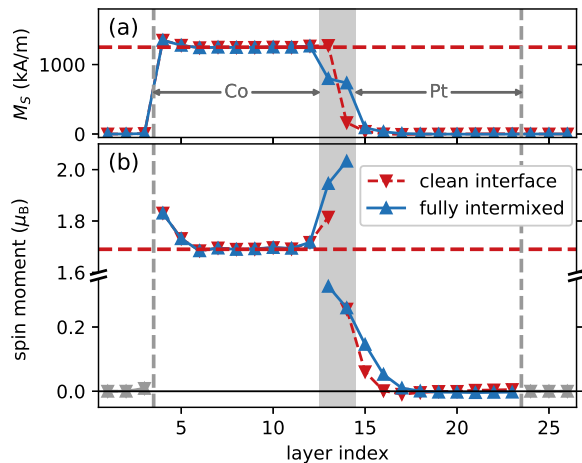 (a)
M_S (kA/m)
1000
0
Co
Pt
(b)
spin moment (μ_B)
2.0
1.8
1.6
0.2
0.0
clean interface
fully intermixed
5 10 15 20 25
layer index